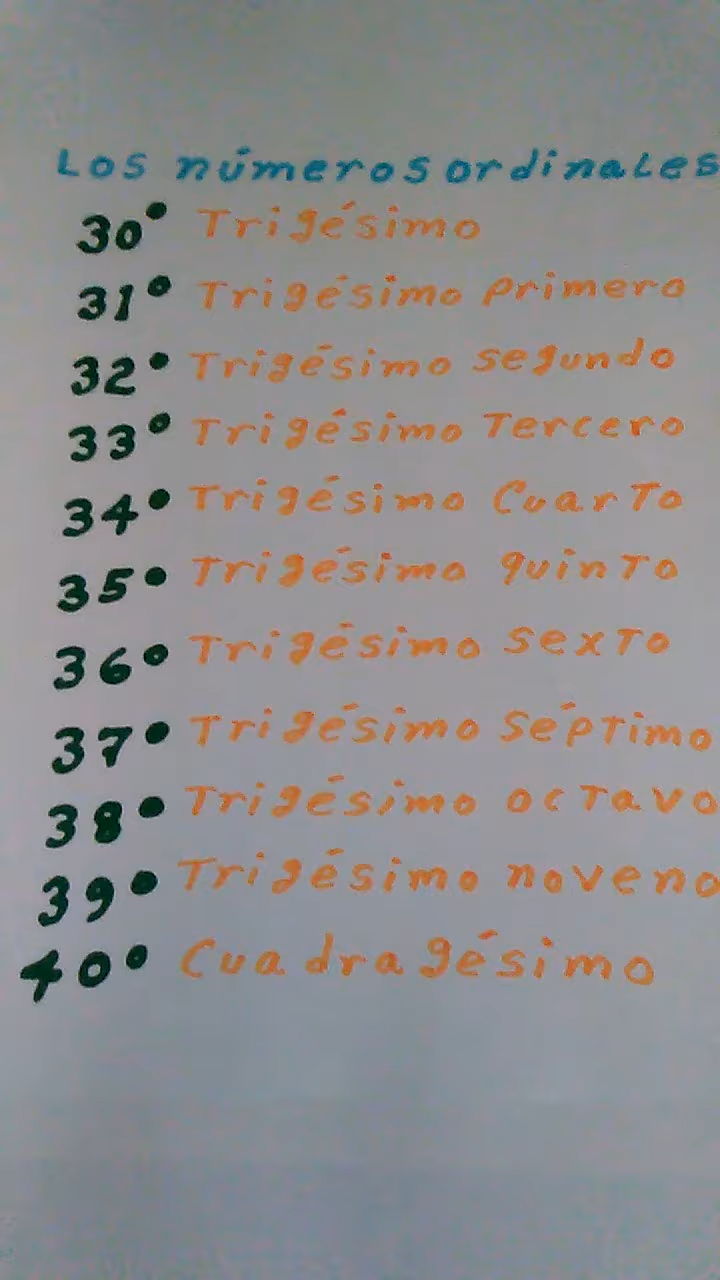 Los números ordinales
30° Trigésimo
31° Trigésimo primero
32° Trigésimo segundo
33° Trigésimo Tercero
34° Trigésimo Cuarto
35° Trigésimo quinto
36° Trigésimo sexto
37° Trigésimo séptimo
38° Trigésimo octavo
39° Trigésimo noveno
40° Cuadragésimo